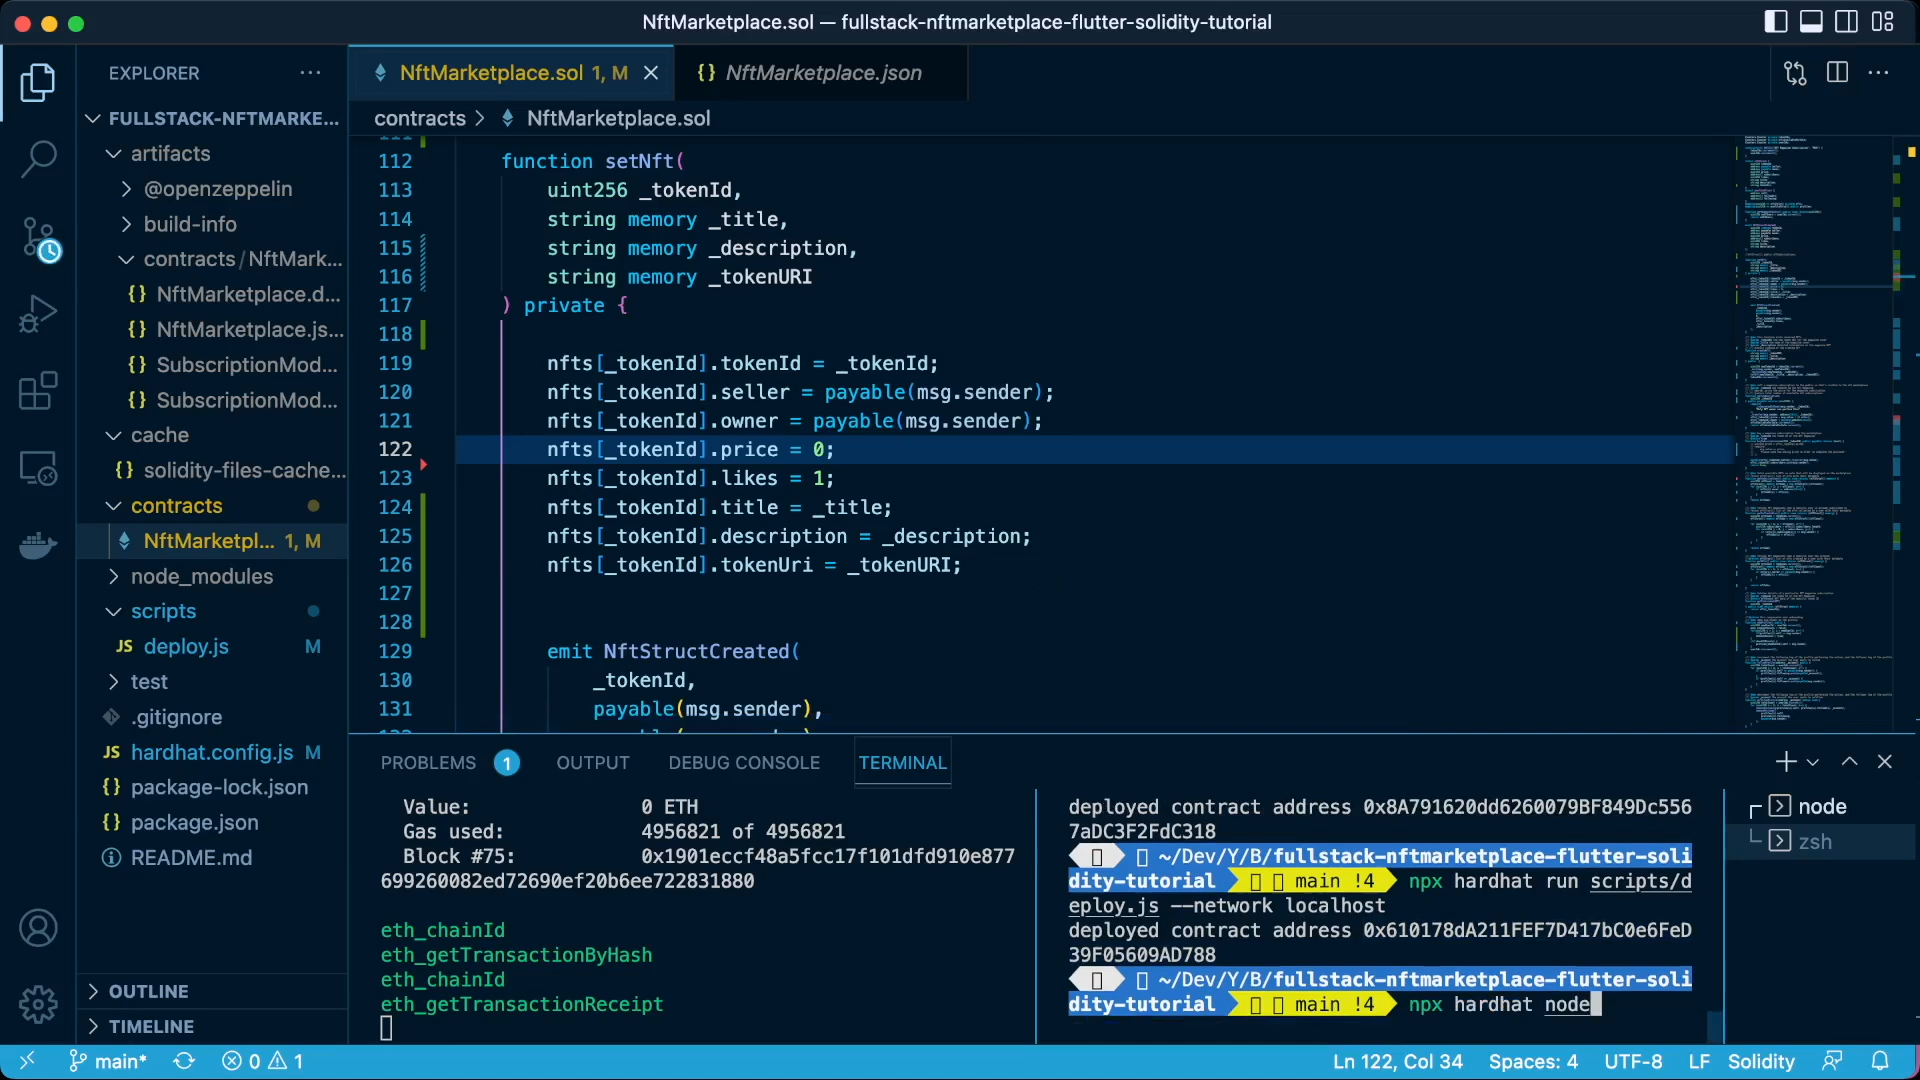 NftMarketplace.sol — fullstack-nftmarketplace-flutter-solidity-tutorial
EXPLORER
FULLSTACK-NFTMARKE...
artifacts
@openzeppelin
build-info
contracts/NftMark...
{} NftMarketplace.d...
{} NftMarketplace.js...
{} SubscriptionMod...
{} SubscriptionMod...
cache
{} solidity-files-cache...
contracts
NftMarketpl... 1, M
node_modules
scripts
JS deploy.js M
test
.gitignore
JS hardhat.config.js M
{} package-lock.json
{} package.json
README.md
OUTLINE
TIMELINE
NftMarketplace.sol 1, M
{} NftMarketplace.json
contracts > NftMarketplace.sol
112 function setNft(
113 uint256 _tokenId,
114 string memory _title,
115 string memory _description,
116 string memory _tokenURI
117 ) private {
118
119 nfts[_tokenId].tokenId = _tokenId;
120 nfts[_tokenId].seller = payable(msg.sender);
121 nfts[_tokenId].owner = payable(msg.sender);
122 nfts[_tokenId].price = 0;
123 nfts[_tokenId].likes = 1;
124 nfts[_tokenId].title = _title;
125 nfts[_tokenId].description = _description;
126 nfts[_tokenId].tokenUri = _tokenURI;
127
128
129 emit NftStructCreated(
130 _tokenId,
131 payable(msg.sender),
PROBLEMS 1 OUTPUT DEBUG CONSOLE TERMINAL
Value: 0 ETH
Gas used: 4956821 of 4956821
Block #75: 0x1901eccf48a5fcc17f101dfd910e877
699260082ed72690ef20b6ee722831880
eth_chainId
eth_getTransactionByHash
eth_chainId
eth_getTransactionReceipt
deployed contract address 0x8A791620dd6260079BF849Dc556
7aDC3F2FdC318
~/Dev/Y/B/fullstack-nftmarketplace-flutter-soli
dity-tutorial main !4 npx hardhat run scripts/d
eploy.js --network localhost
deployed contract address 0x610178dA211FEF7D417bC0e6FeD
39F05609AD788
~/Dev/Y/B/fullstack-nftmarketplace-flutter-soli
dity-tutorial main !4 npx hardhat node
node
zsh
main* 0 1
Ln 122, Col 34 Spaces: 4 UTF-8 LF Solidity